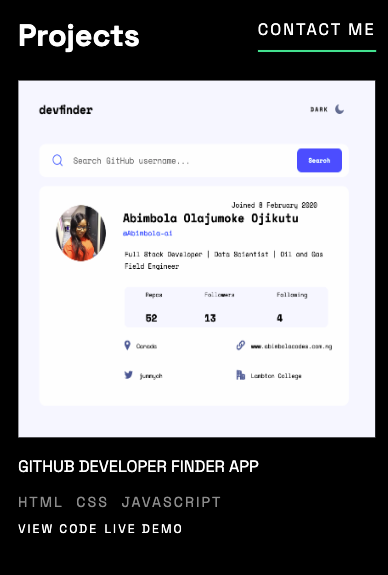 Projects
CONTACT ME
devfinder
DARK
Search GitHub username...
Search
Joined 8 February 2020
Abimbola Olajumoke Ojikutu
@Abimbola-ai
Full Stack Developer | Data Scientist | Oil and Gas
Field Engineer
Repos Followers Following
52 13 4
Canada www.abimbolacodes.com.ng
jummyoh Lambton College
GITHUB DEVELOPER FINDER APP
HTML CSS JAVASCRIPT
VIEW CODE LIVE DEMO